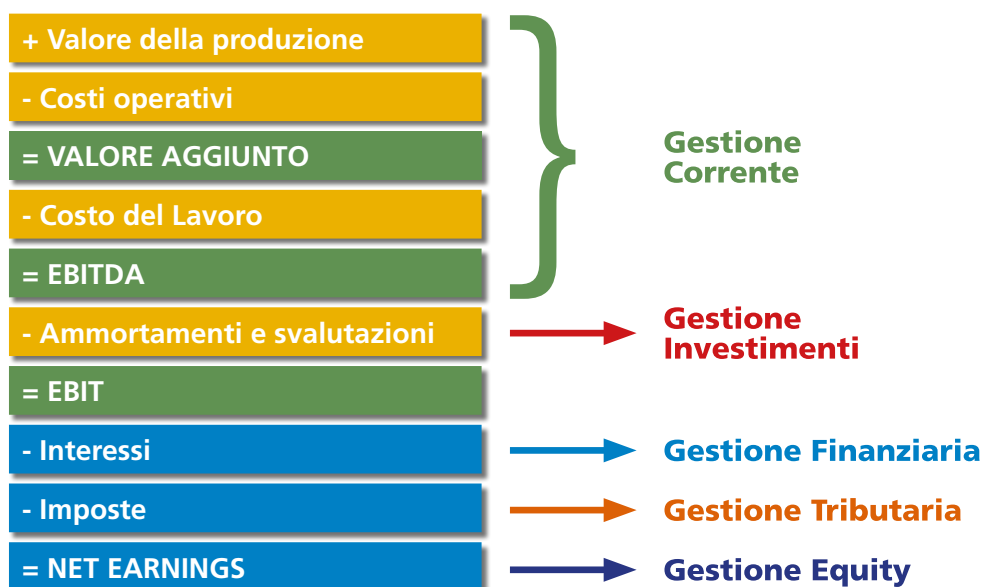 + Valore della produzione
- Costi operativi
= VALORE AGGIUNTO
- Costo del Lavoro
= EBITDA
- Ammortamenti e svalutazioni
= EBIT
- Interessi
- Imposte
= NET EARNINGS
Gestione
Corrente
Gestione
Investimenti
Gestione Finanziaria
Gestione Tributaria
Gestione Equity